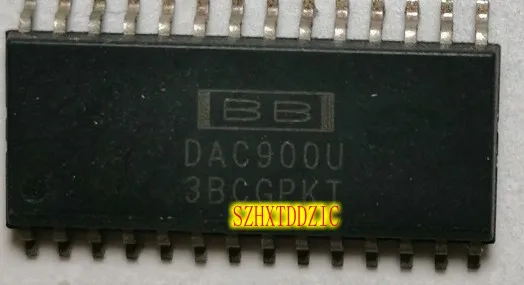 BB
DAC900U
3BCGPKT
SZHXTDDZIC